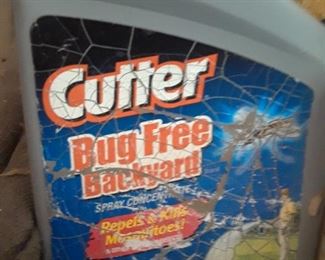 Cutter
Bug Free
Backyard
SPRAY CONCENTRATE
Repels & Kills
Mosquitoes!